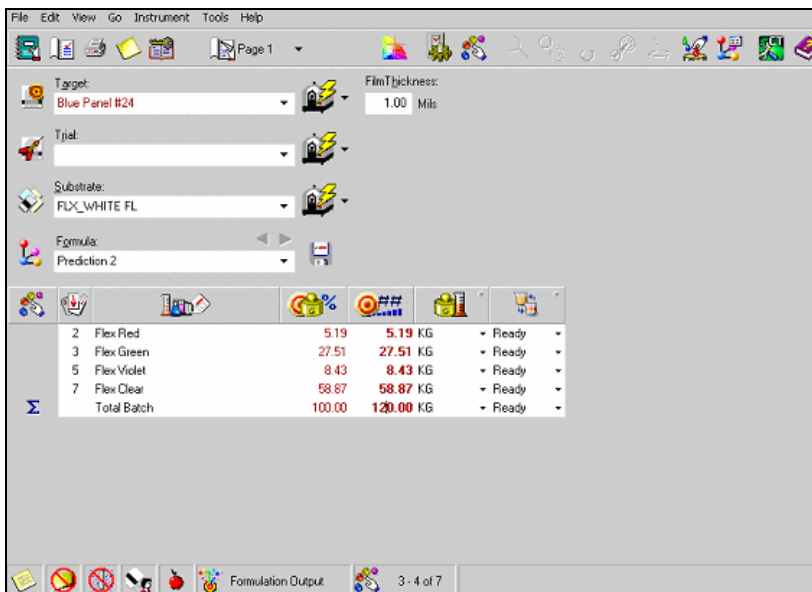 File Edit View Go Instrument Tools Help
Page 1
Target:
Blue Panel #24
FilmThickness:
1.00 Mils
Trial:
Substrate:
FLX_WHITE FL
Formula:
Prediction 2
% ##
2 Flex Red 5.19 5.19 KG Ready
3 Flex Green 27.51 27.51 KG Ready
5 Flex Violet 8.43 8.43 KG Ready
7 Flex Clear 58.87 58.87 KG Ready
Σ Total Batch 100.00 120.00 KG Ready
Formulation Output 3 - 4 of 7